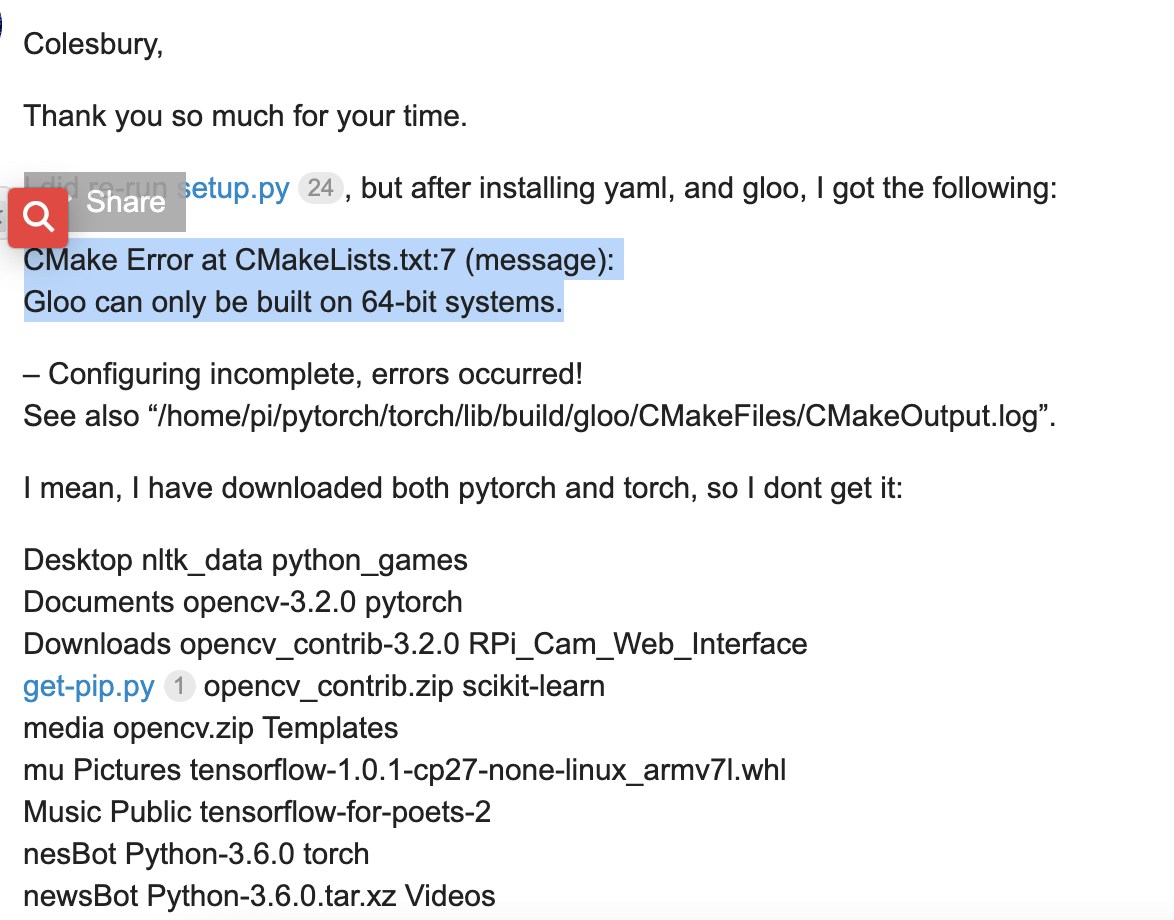 Colesbury,
Thank you so much for your time.
I did re-run setup.py 24 , but after installing yaml, and gloo, I got the following:
Share
CMake Error at CMakeLists.txt:7 (message):
Gloo can only be built on 64-bit systems.
– Configuring incomplete, errors occurred!
See also “/home/pi/pytorch/torch/lib/build/gloo/CMakeFiles/CMakeOutput.log”.
I mean, I have downloaded both pytorch and torch, so I dont get it:
Desktop nltk_data python_games
Documents opencv-3.2.0 pytorch
Downloads opencv_contrib-3.2.0 RPi_Cam_Web_Interface
get-pip.py 1 opencv_contrib.zip scikit-learn
media opencv.zip Templates
mu Pictures tensorflow-1.0.1-cp27-none-linux_armv7l.whl
Music Public tensorflow-for-poets-2
nesBot Python-3.6.0 torch
newsBot Python-3.6.0.tar.xz Videos